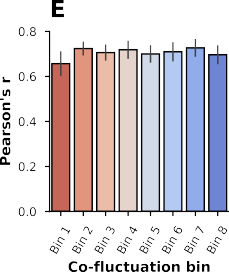 E
Pearson's r
0.8
0.6
0.4
0.2
0.0
Bin 1
Bin 2
Bin 3
Bin 4
Bin 5
Bin 6
Bin 7
Bin 8
Co-fluctuation bin